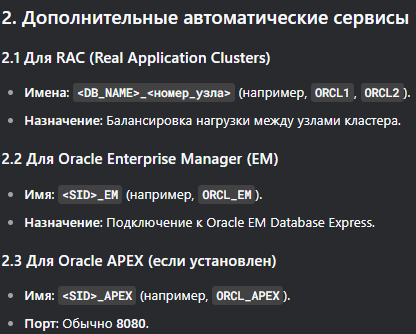 2. Дополнительные автоматические сервисы
2.1 Для RAC (Real Application Clusters)
• Имена: <DB_NAME>_<номер_узла> (например, ORCL1, ORCL2).
• Назначение: Балансировка нагрузки между узлами кластера.
2.2 Для Oracle Enterprise Manager (EM)
• Имя: <SID>_EM (например, ORCL_EM).
• Назначение: Подключение к Oracle EM Database Express.
2.3 Для Oracle APEX (если установлен)
• Имя: <SID>_APEX (например, ORCL_APEX).
• Порт: Обычно 8080.